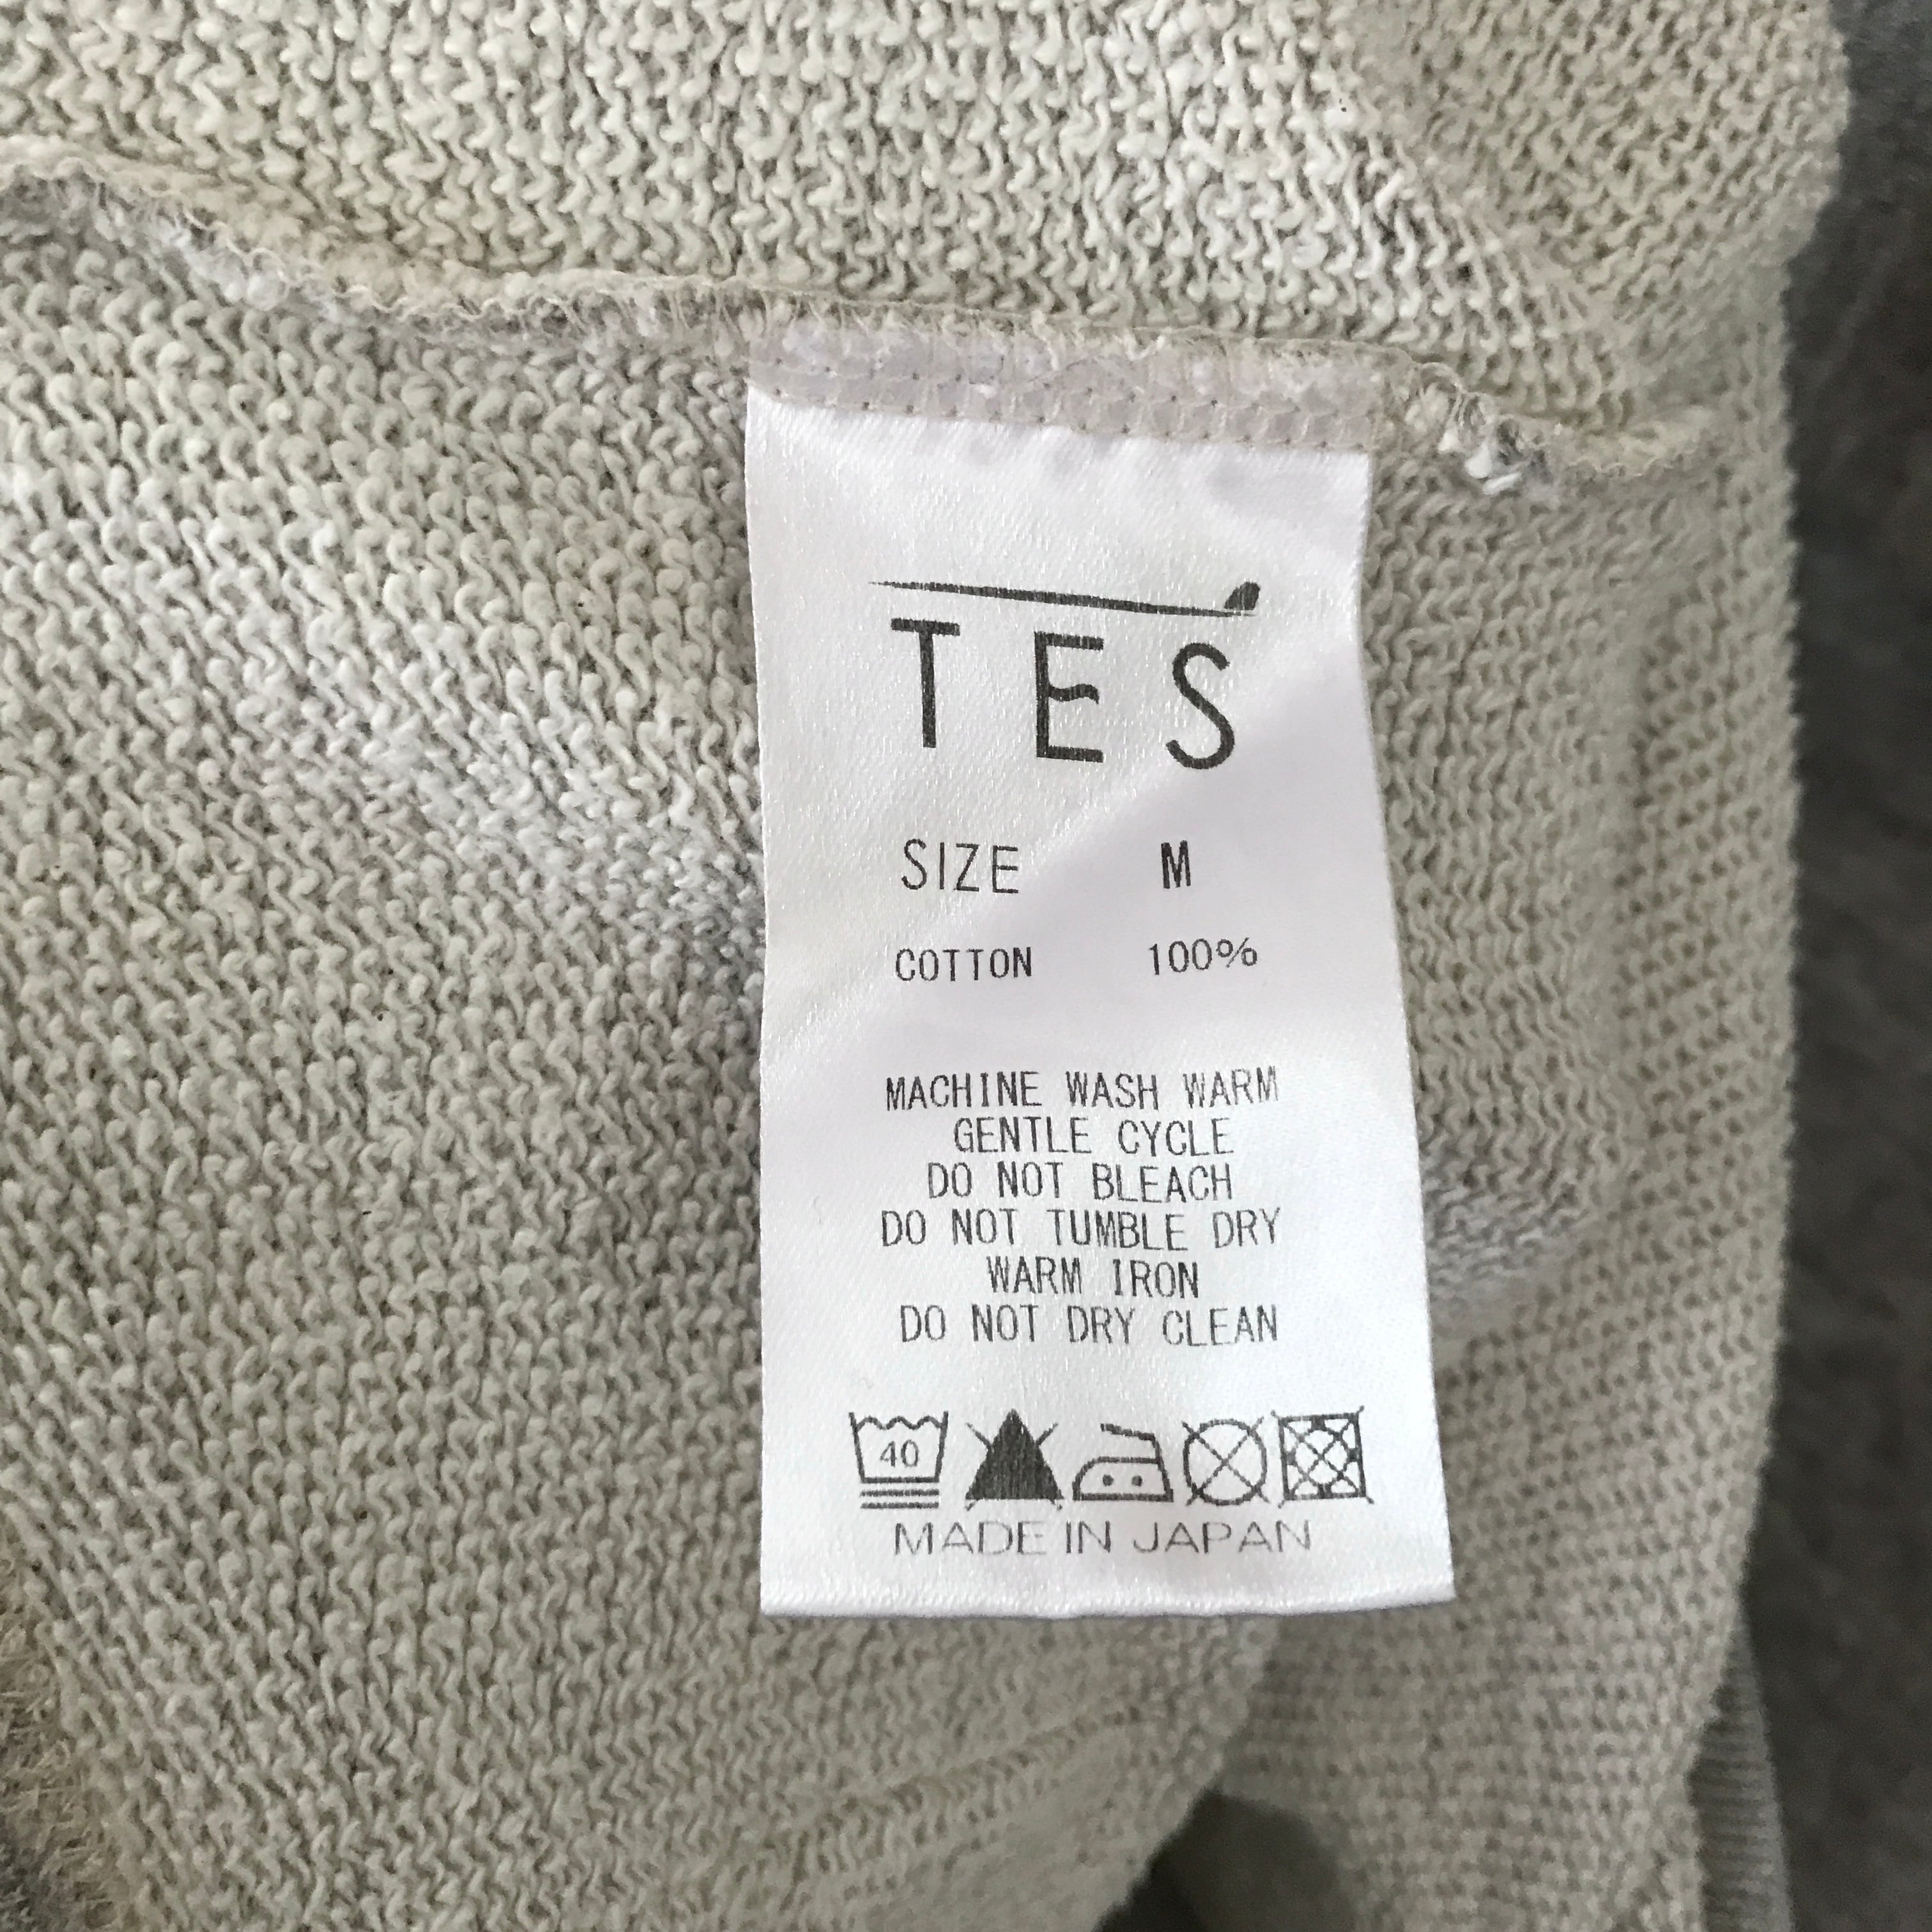 TES
SIZE M
COTTON 100%
MACHINE WASH WARM
GENTLE CYCLE
DO NOT BLEACH
DO NOT TUMBLE DRY
WARM IRON
DO NOT DRY CLEAN
40
MADE IN JAPAN